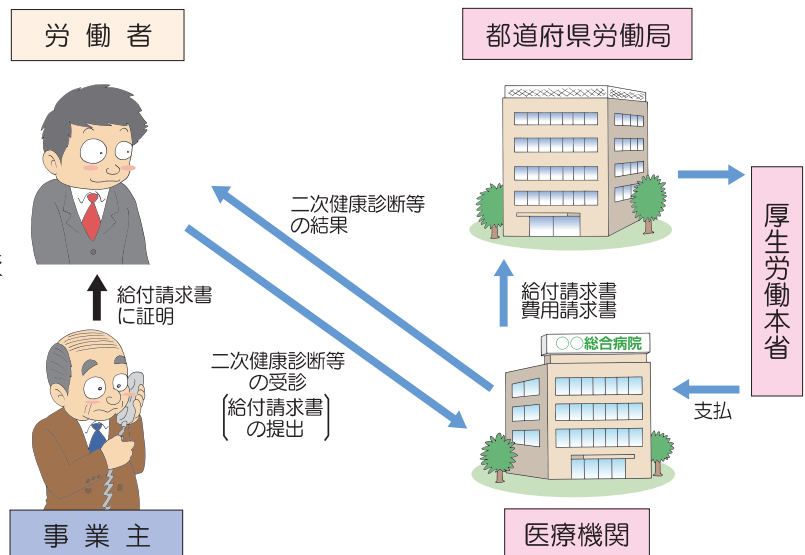 労働者
都道府県労働局
二次健康診断等
の結果
厚生労働本省
給付請求書
に証明
給付請求書
費用請求書
○○総合病院
二次健康診断等
の受診
給付請求書
の提出
支払
事業主
医療機関